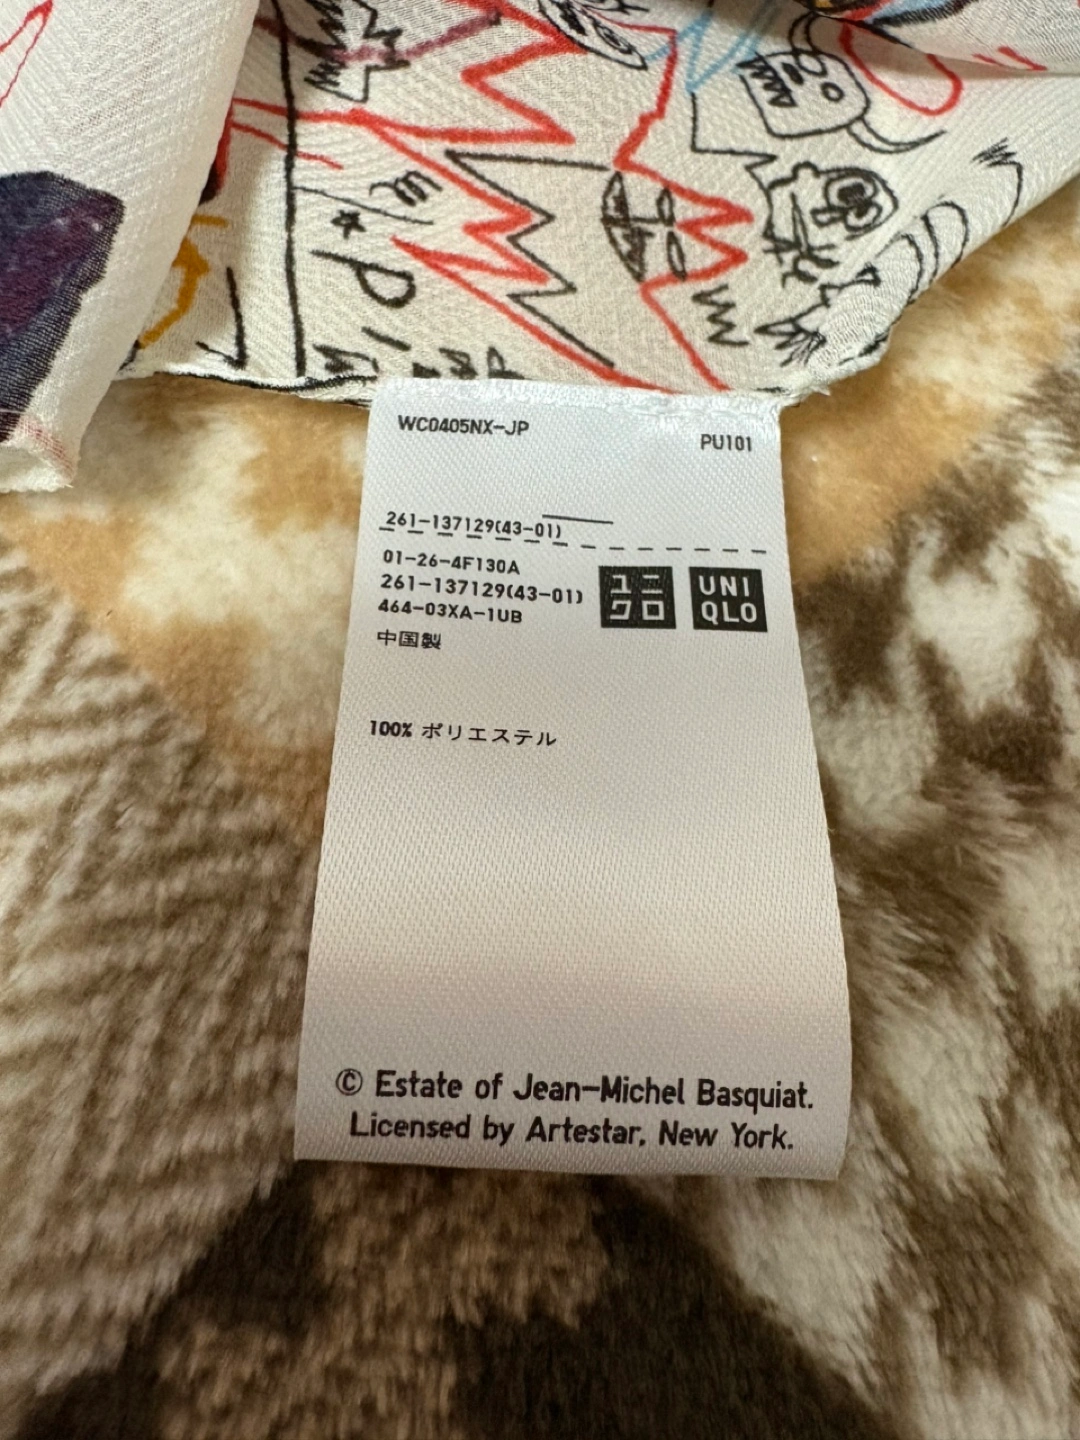 WC0405NX-JP
PU101
261-137129(43-01)
01-26-4F130A
261-137129(43-01)
464-03XA-1UB
中国製
ユニ
クロ
UNI
QLO
100% ポリエステル
© Estate of Jean-Michel Basquiat.
Licensed by Artestar, New York.